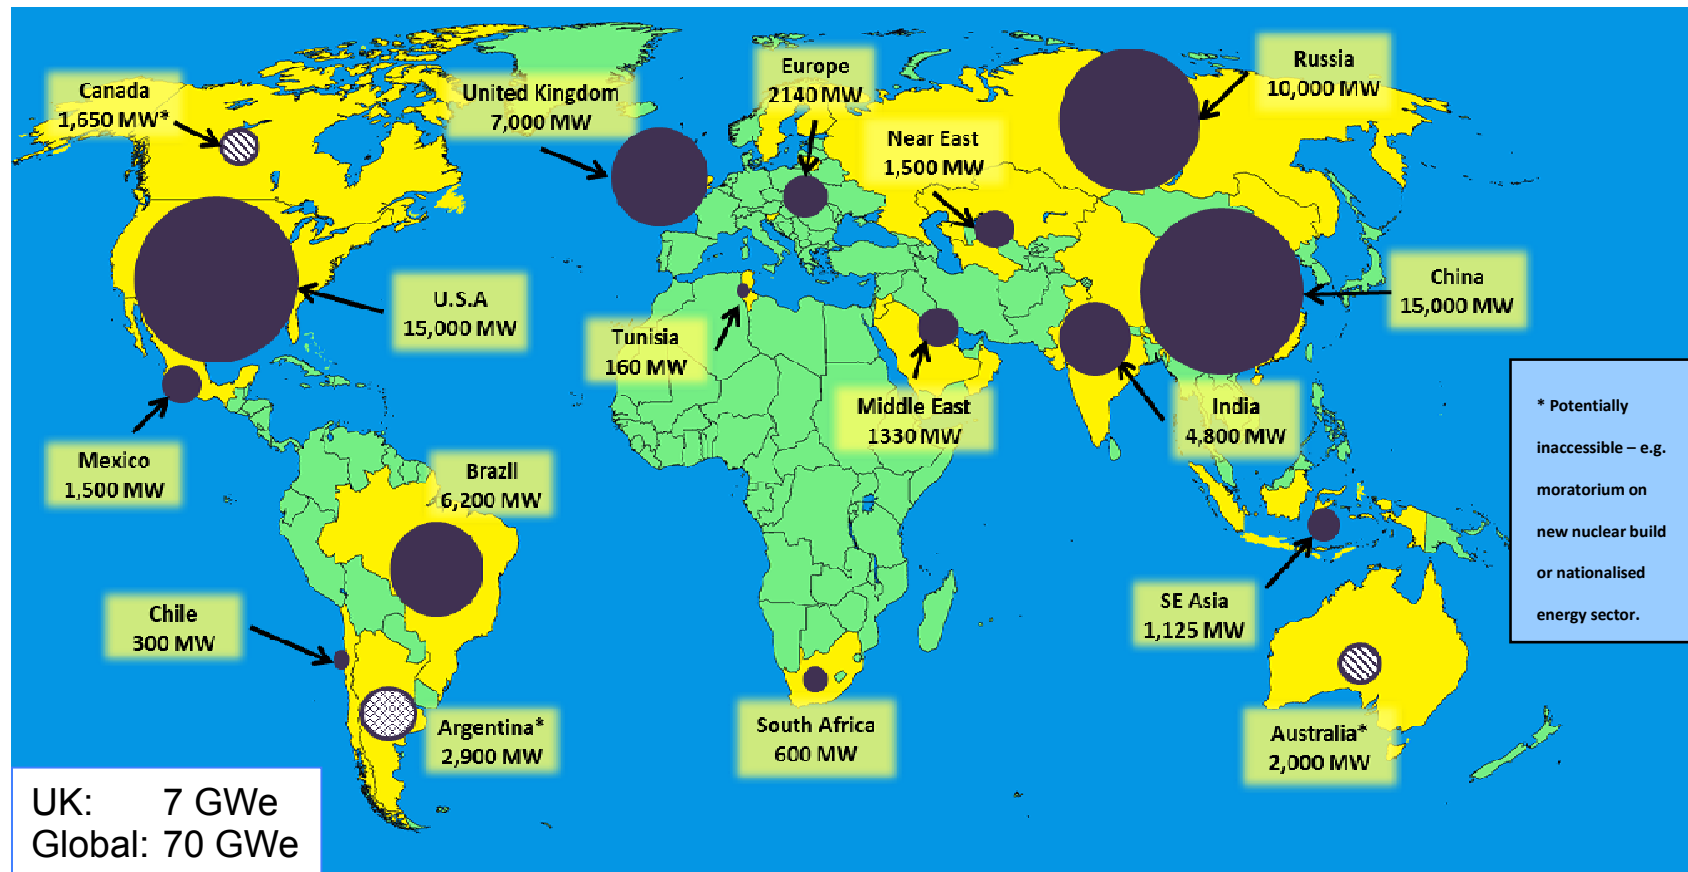 Canada
1,650 MW*
United Kingdom
7,000 MW
Europe
2140 MW
Near East
1,500 MW
Russia
10,000 MW
U.S.A
15,000 MW
Tunisia
160 MW
China
15,000 MW
Middle East
1330 MW
India
4,800 MW
Mexico
1,500 MW
Brazil
6,200 MW
Chile
300 MW
SE Asia
1,125 MW
Argentina*
2,900 MW
South Africa
600 MW
Australia*
2,000 MW
* Potentially
inaccessible – e.g.
moratorium on
new nuclear build
or nationalised
energy sector.
UK: 7 GWe
Global: 70 GWe